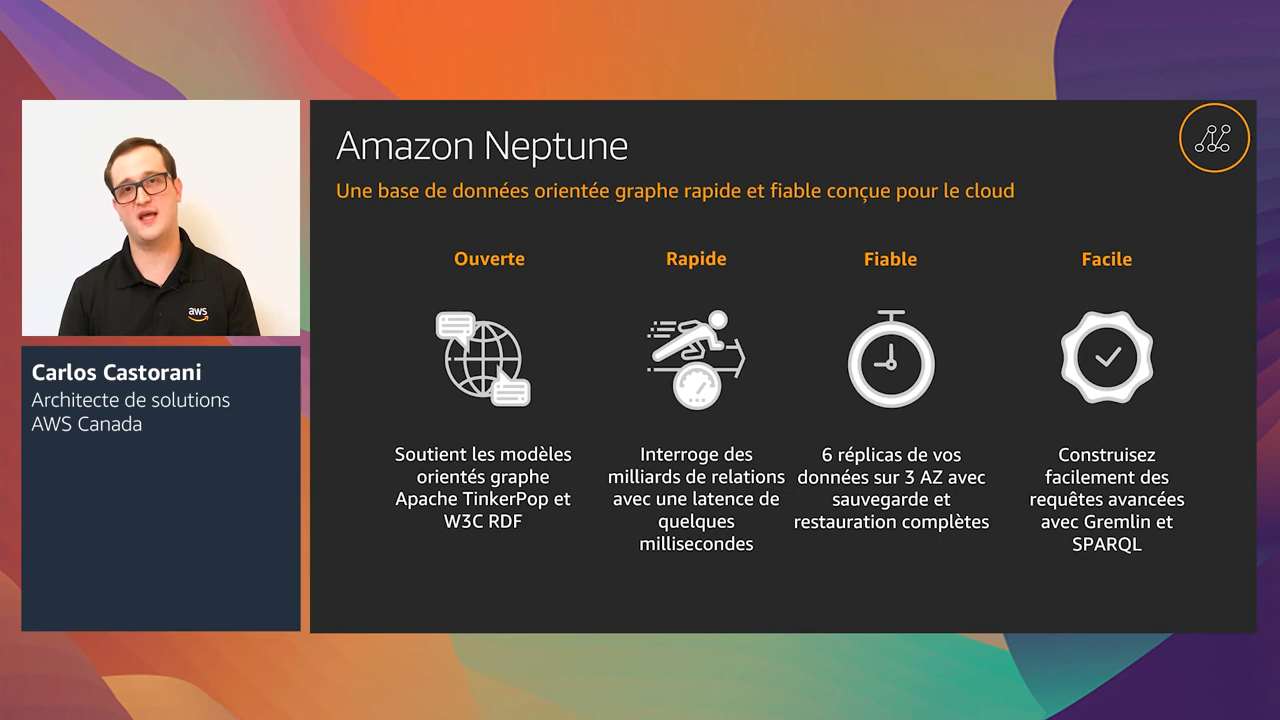 aws
Carlos Castorani
Architecte de solutions
AWS Canada
Amazon Neptune
Une base de données orientée graphe rapide et fiable conçue pour le cloud
Ouverte
Soutient les modèles
orientés graphe
Apache TinkerPop et
W3C RDF
Rapide
Interroge des
milliards de relations
avec une latence de
quelques
millisecondes
Fiable
6 réplicas de vos
données sur 3 AZ avec
sauvegarde et
restauration complètes
Facile
Construisez
facilement des
requêtes avancées
avec Gremlin et
SPARQL